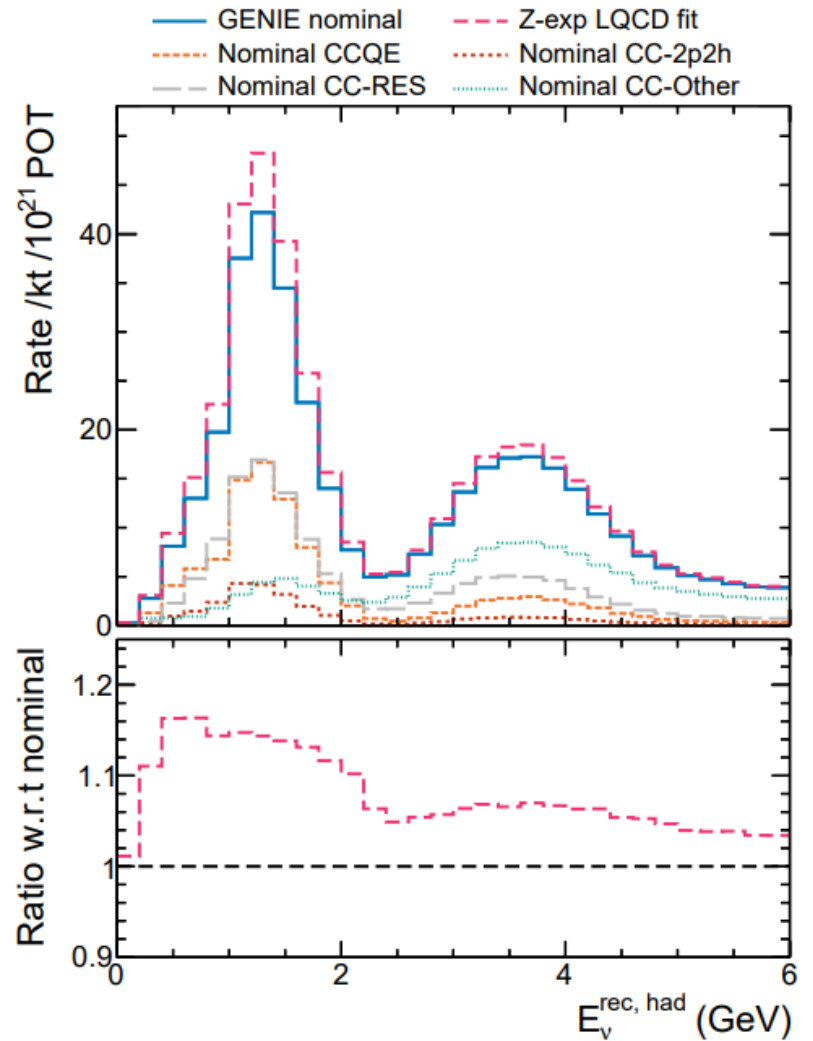 GENIE nominal Z-exp LQCD fit
Nominal CCQE Nominal CC-2p2h
Nominal CC-RES Nominal CC-Other
Rate /kt /10²¹ POT
40
20
0
Ratio w.r.t nominal
1.2
1.1
1
0.9
0 2 4 6
E_ν^{rec, had} (GeV)